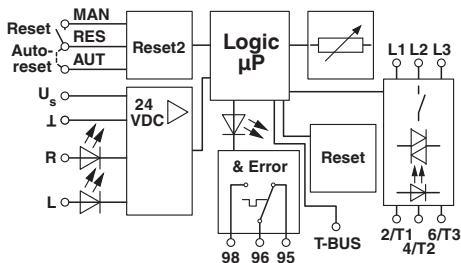 MAN
Reset
RES
Auto-
reset
AUT
Reset2
Logic
µP
L1 L2 L3
Us
⊥
R
L
24
VDC
& Error
Reset
98 96 95
T-BUS
2/T1 6/T3
4/T2